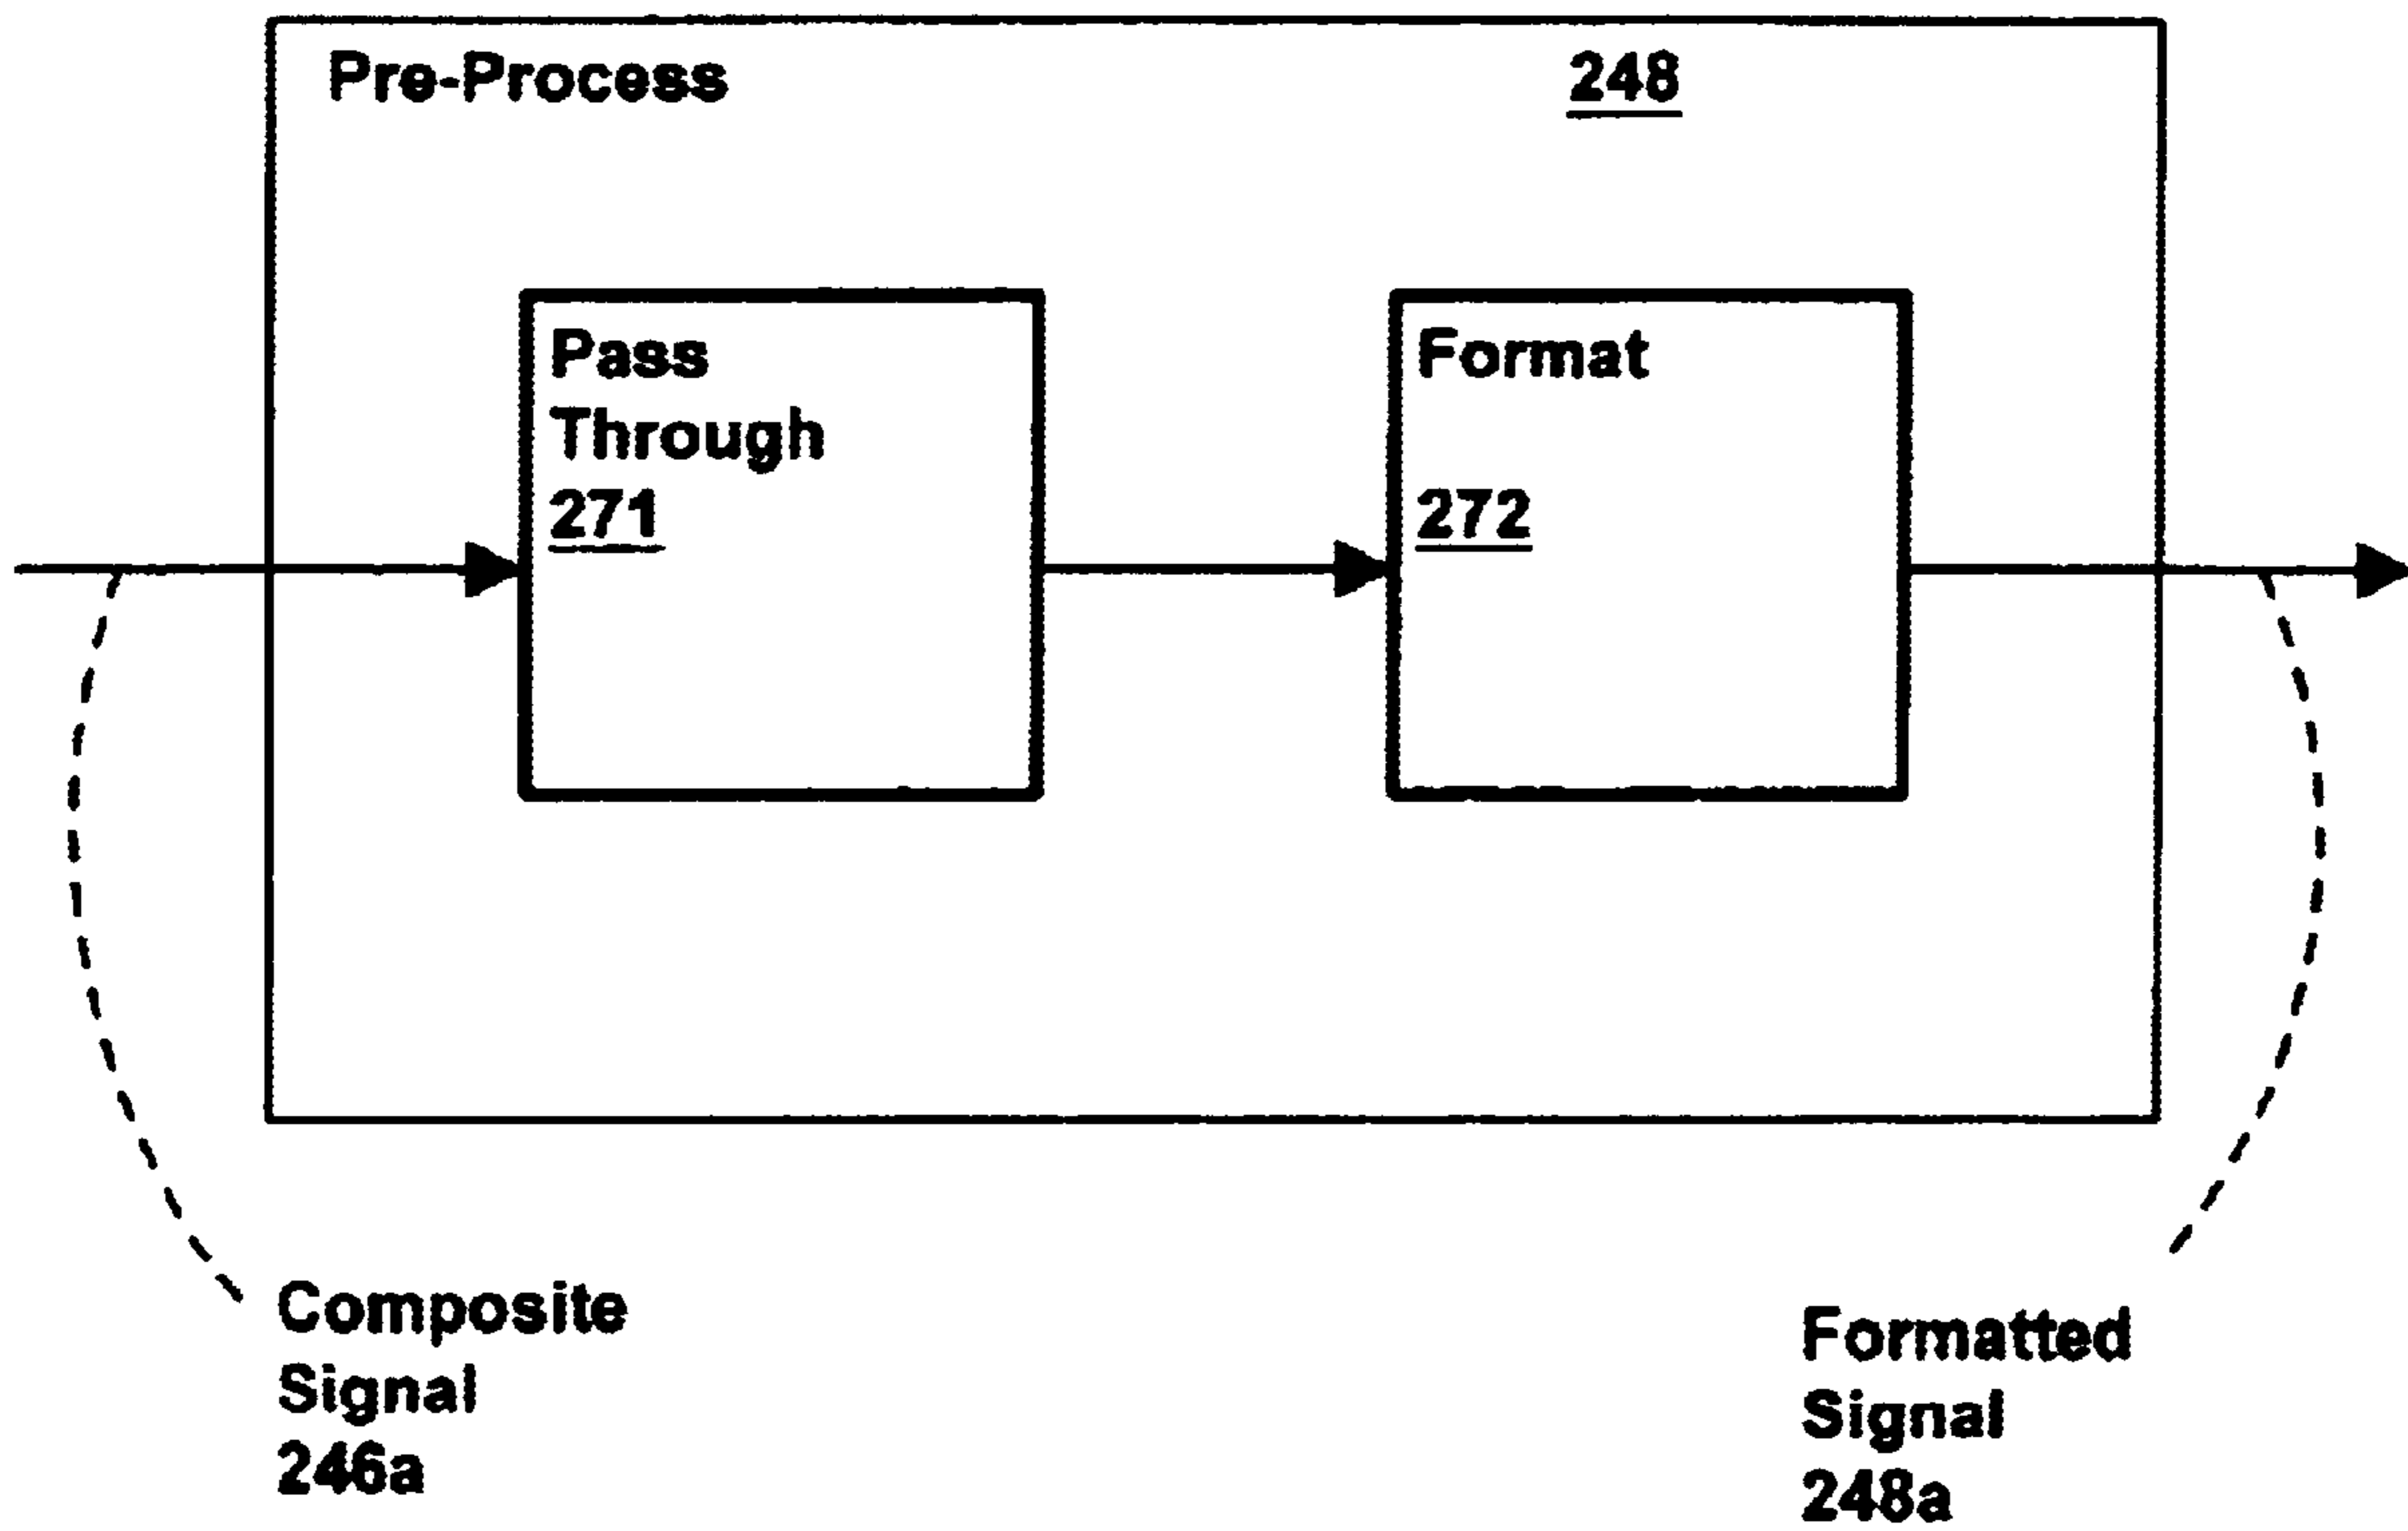 Pre-Process 248
Pass
Through
271
Format
272
Composite
Signal
246a
Formatted
Signal
248a